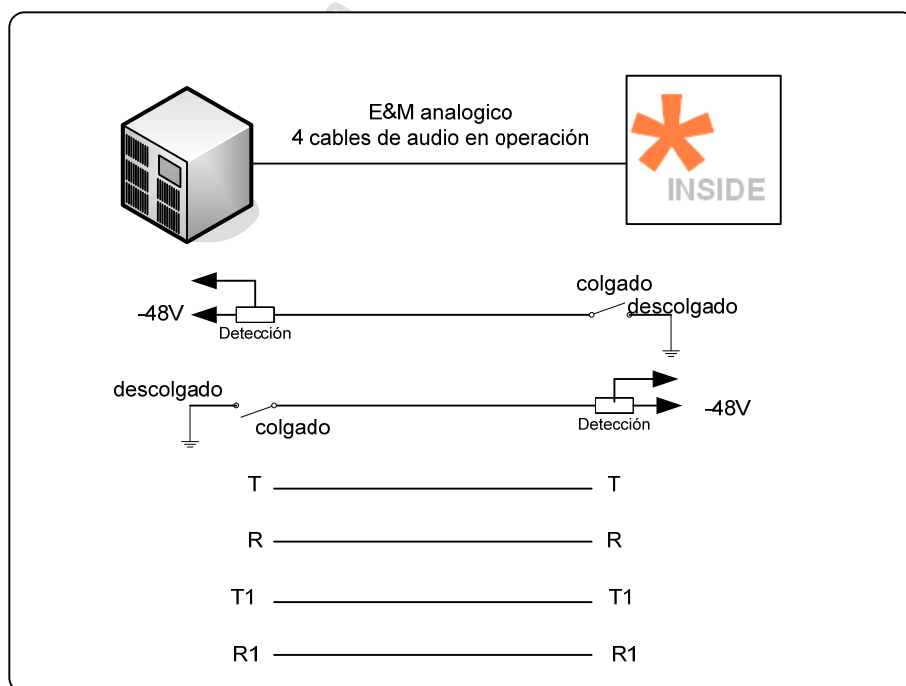 E&M analogico
4 cables de audio en operación
INSIDE
colgado
descolgado
-48V
Detección
descolgado
colgado
-48V
Detección
T T
R R
T1 T1
R1 R1